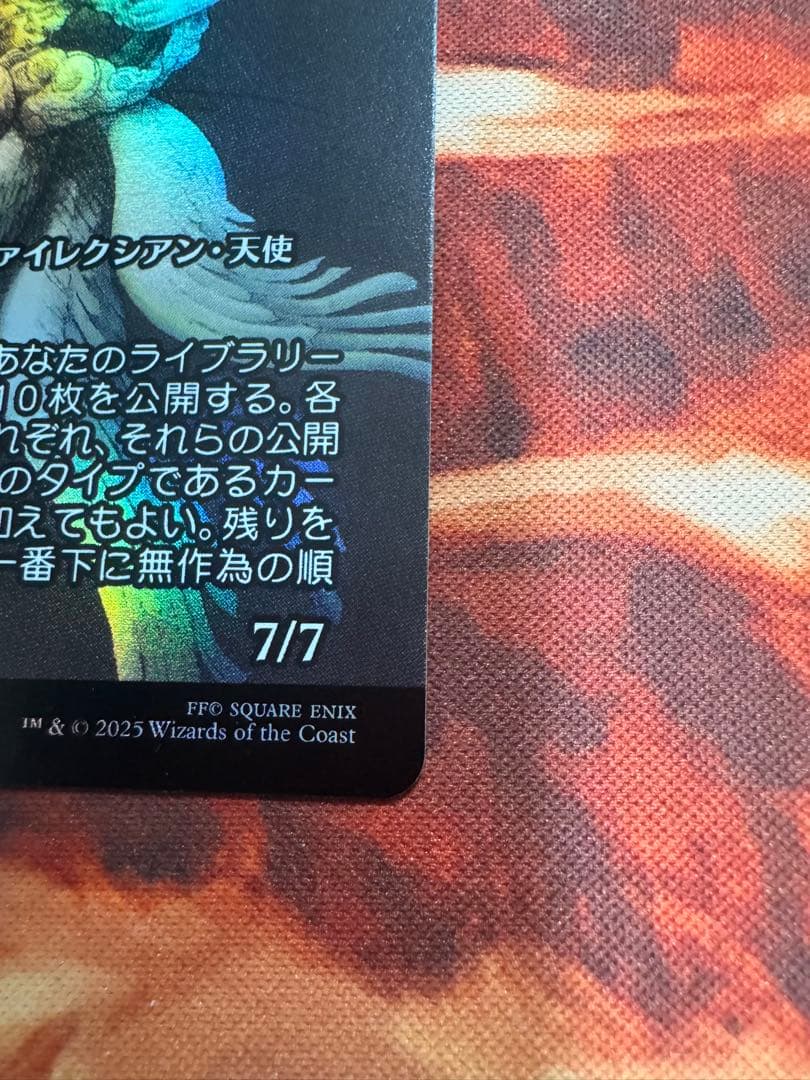 ァイレクシアン・天使
あなたのライブラリー
10枚を公開する。各
れぞれ、それらの公開
のタイプであるカー
加えてもよい。残りを
一番下に無作為の順
7/7
FF© SQUARE ENIX
™ & © 2025 Wizards of the Coast